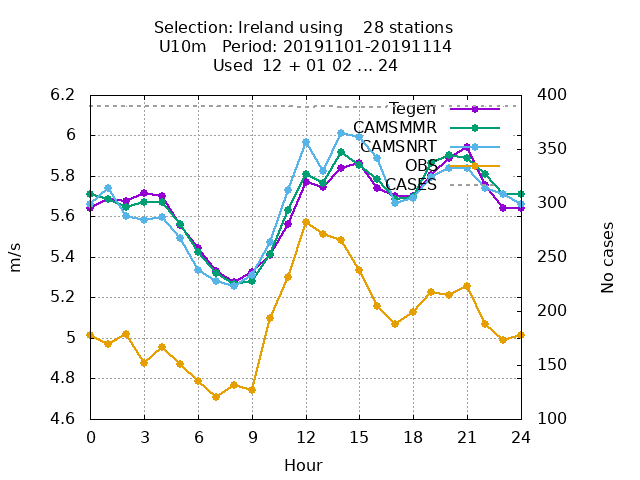 Selection: Ireland using    28 stations
U10m   Period: 20191101-20191114
Used  12 + 01 02 ... 24
6.2
6
5.8
5.6
5.4
5.2
5
4.8
4.6
m/s
400
350
300
250
200
150
100
No cases
Tegen
CAMSMMR
CAMSNRT
OBS
CASES
0 3 6 9 12 15 18 21 24
Hour